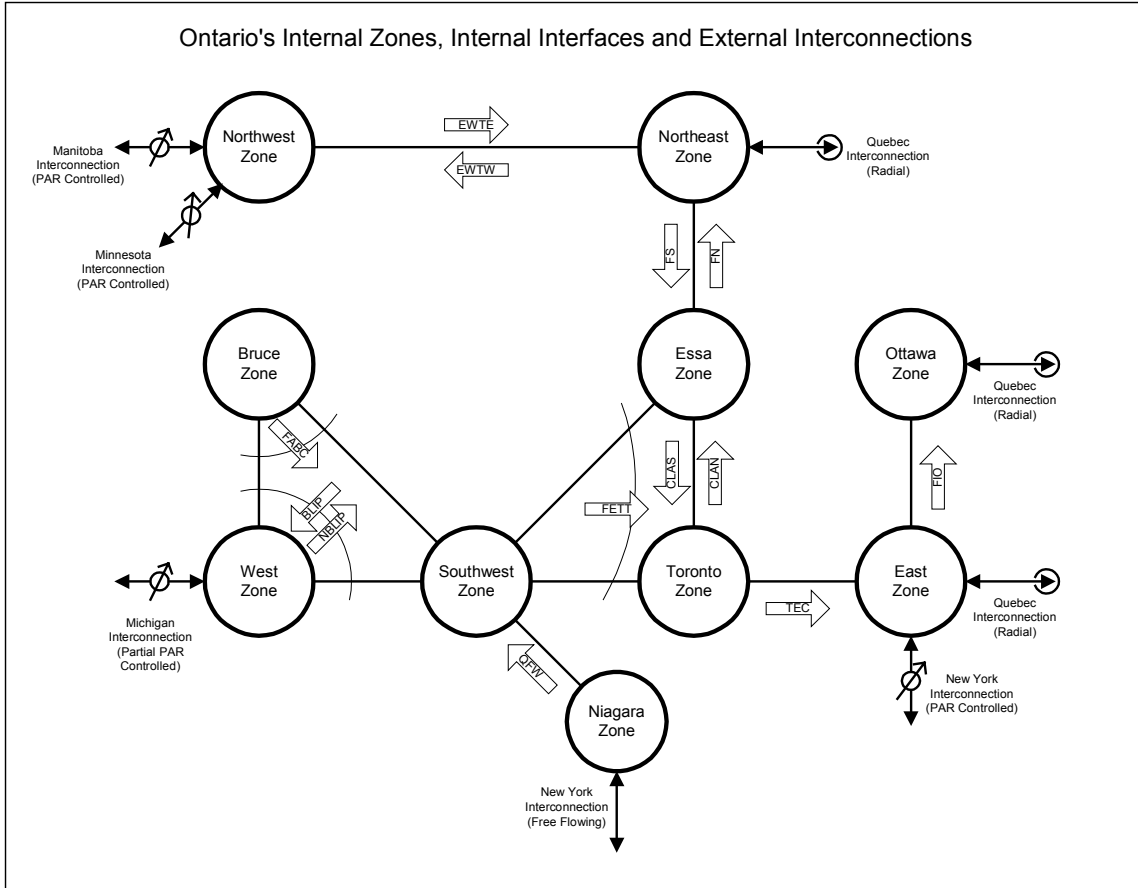 Ontario's Internal Zones, Internal Interfaces and External Interconnections
Northwest
Zone
EWTE
EWTW
Northeast
Zone
Manitoba
Interconnection
(PAR Controlled)
Quebec
Interconnection
(Radial)
Minnesota
Interconnection
(PAR Controlled)
FS
FN
Bruce
Zone
Essa
Zone
Ottawa
Zone
Quebec
Interconnection
(Radial)
FABC
CLAS
CLAN
FIO
BLIP
NBLIP
FETT
West
Zone
Southwest
Zone
Toronto
Zone
East
Zone
TEC
Michigan
Interconnection
(Partial PAR
Controlled)
Quebec
Interconnection
(Radial)
QFW
New York
Interconnection
(PAR Controlled)
Niagara
Zone
New York
Interconnection
(Free Flowing)